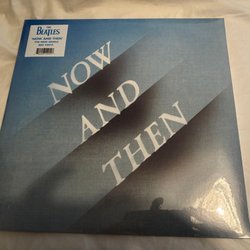 THE
BEATLES
'NOW AND THEN'
NOW
AND
THEN